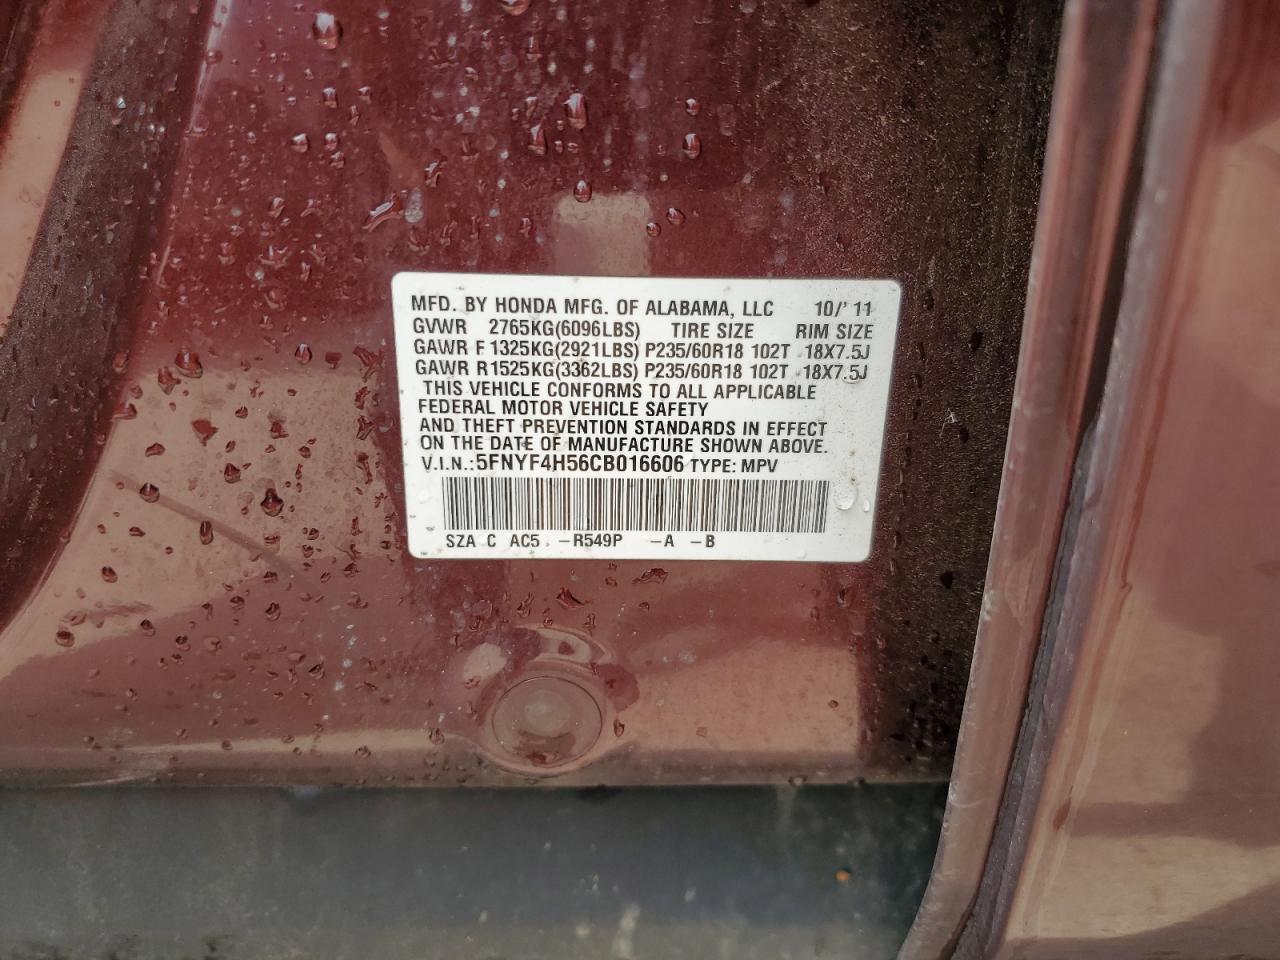 MFD. BY HONDA MFG. OF ALABAMA, LLC 10/' 11
GVWR 2765KG(6096LBS) TIRE SIZE RIM SIZE
GAWR F 1325KG(2921LBS) P235/60R18 102T 18X7.5J
GAWR R1525KG(3362LBS) P235/60R18 102T 18X7.5J
THIS VEHICLE CONFORMS TO ALL APPLICABLE
FEDERAL MOTOR VEHICLE SAFETY
AND THEFT PREVENTION STANDARDS IN EFFECT
ON THE DATE OF MANUFACTURE SHOWN ABOVE.
V.I.N.:5FNYF4H56CB016606 TYPE: MPV
SZA C AC5 -R549P -A -B